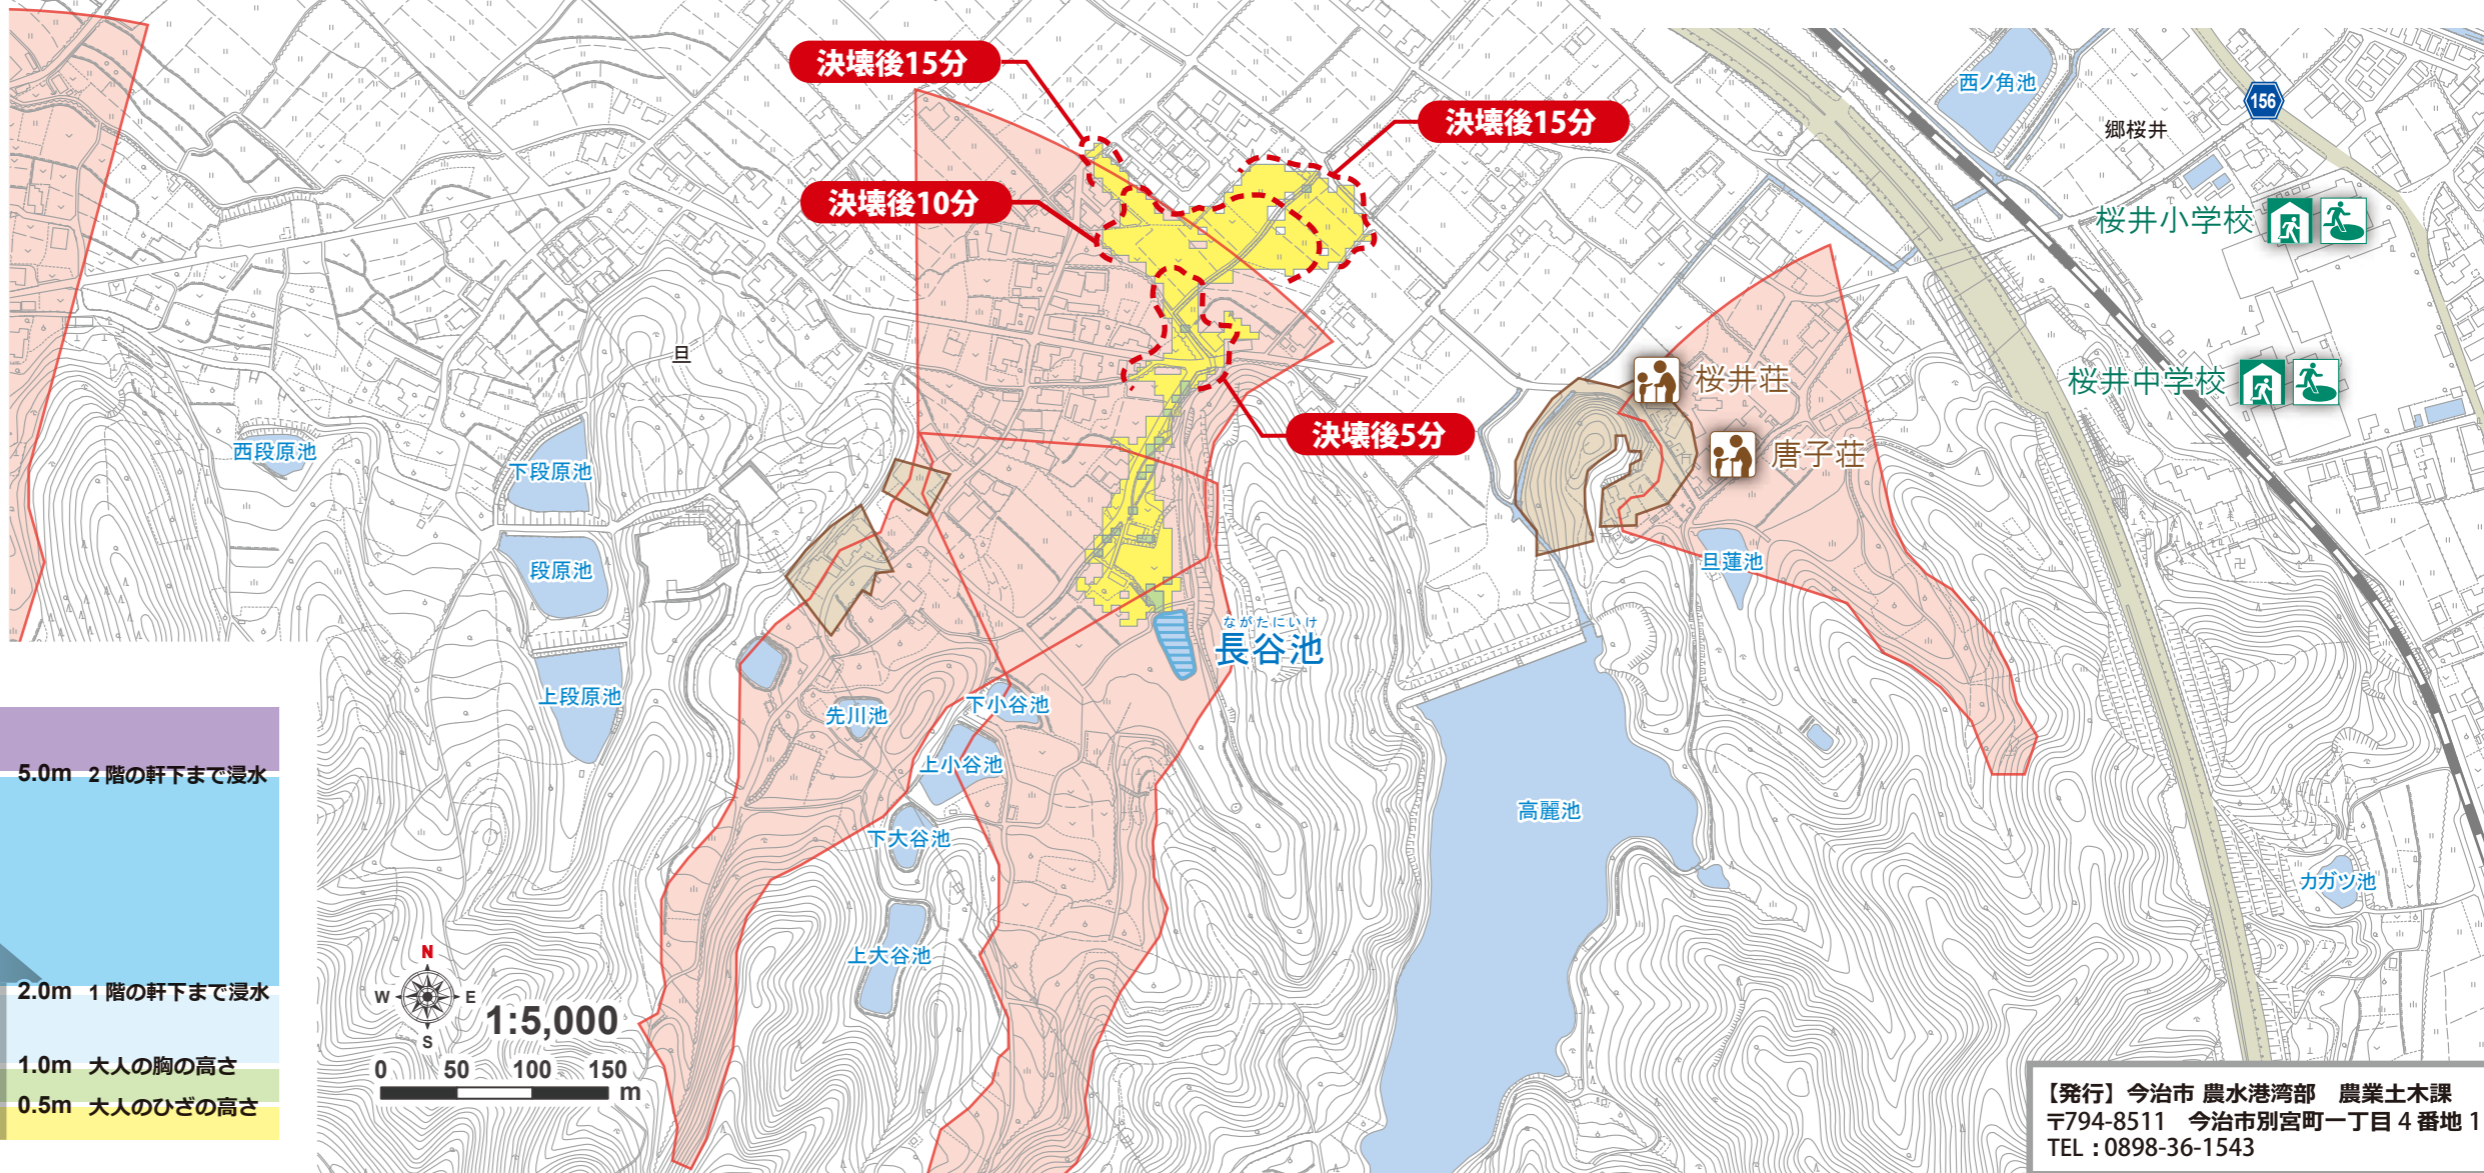 決壊後15分
決壊後15分
決壊後10分
決壊後5分
西ノ角池
156
郷桜井
桜井小学校
桜井中学校
桜井荘
唐子荘
旦
西段原池
下段原池
段原池
上段原池
旦蓮池
ながたにいけ
長谷池
先川池
下小谷池
上小谷池
下大谷池
上大谷池
高麗池
カガツ池
5.0m 2階の軒下まで浸水
2.0m 1階の軒下まで浸水
1.0m 大人の胸の高さ
0.5m 大人のひざの高さ
N
W E
S
1:5,000
0 50 100 150
m
【発行】今治市 農水港湾部 農業土木課
〒794-8511 今治市別宮町一丁目4番地1
TEL：0898-36-1543